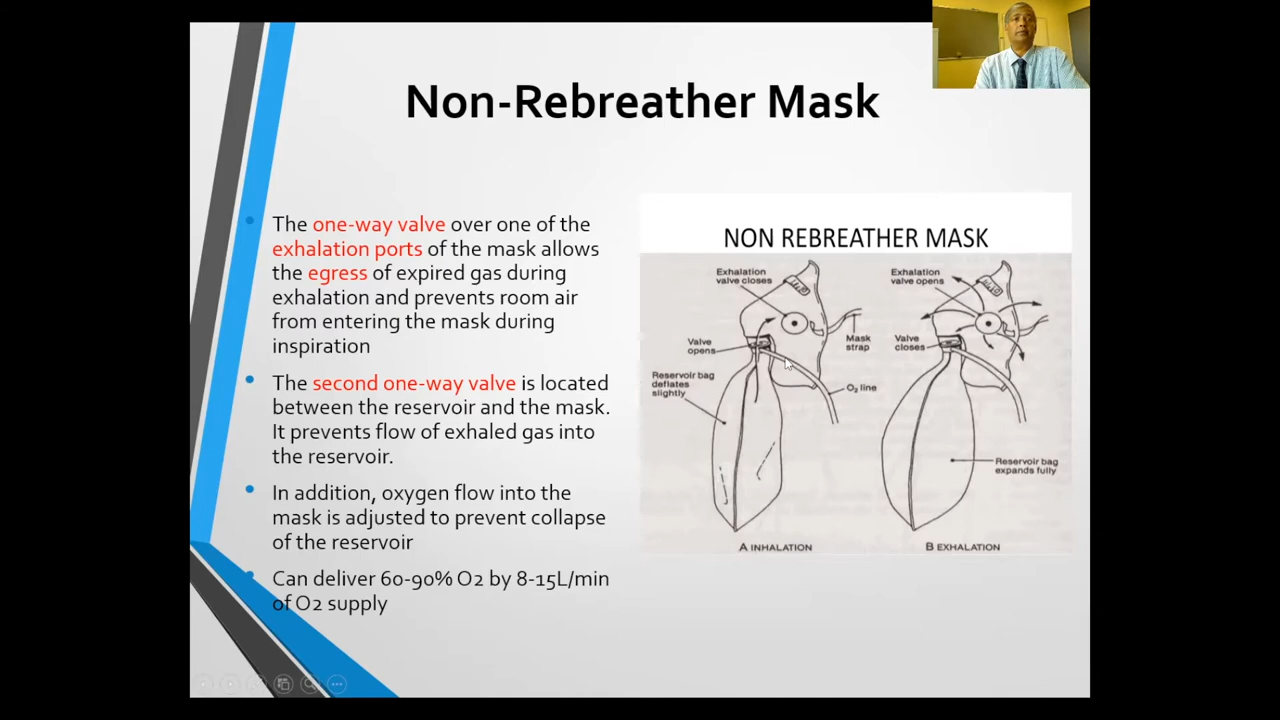 Non-Rebreather Mask
The one-way valve over one of the
exhalation ports of the mask allows
the egress of expired gas during
exhalation and prevents room air
from entering the mask during
inspiration
The second one-way valve is located
between the reservoir and the mask.
It prevents flow of exhaled gas into
the reservoir.
In addition, oxygen flow into the
mask is adjusted to prevent collapse
of the reservoir
Can deliver 60-90% O2 by 8-15L/min
of O2 supply
NON REBREATHER MASK
Exhalation
valve closes
Valve
opens
Mask
strap
Reservoir bag
deflates
slightly
O₂ line
A INHALATION
Exhalation
valve opens
Valve
closes
Reservoir bag
expands fully
B EXHALATION